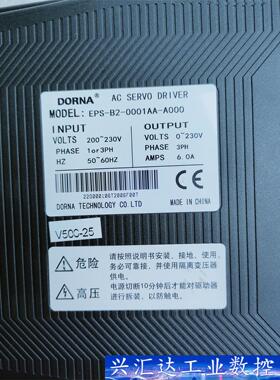 DORNA AC SERVO DRIVER
MODEL: EPS-B2-0001AA-A000
INPUT OUTPUT
VOLTS 200~230V VOLTS 0~230V
PHASE 1or3PH PHASE 3PH
HZ 50~60HZ AMPS 6.0A
DORNA TECHNOLOGY CO.LTD MADE IN CHINA
V50C-25
危险
请按照说明书安装、接地、使
用,务必可靠接,并使用隔离变压器
供电。
高压
电源切断10分钟后才能对驱动器
进行拆装,以防触电。
兴汇达工业数控